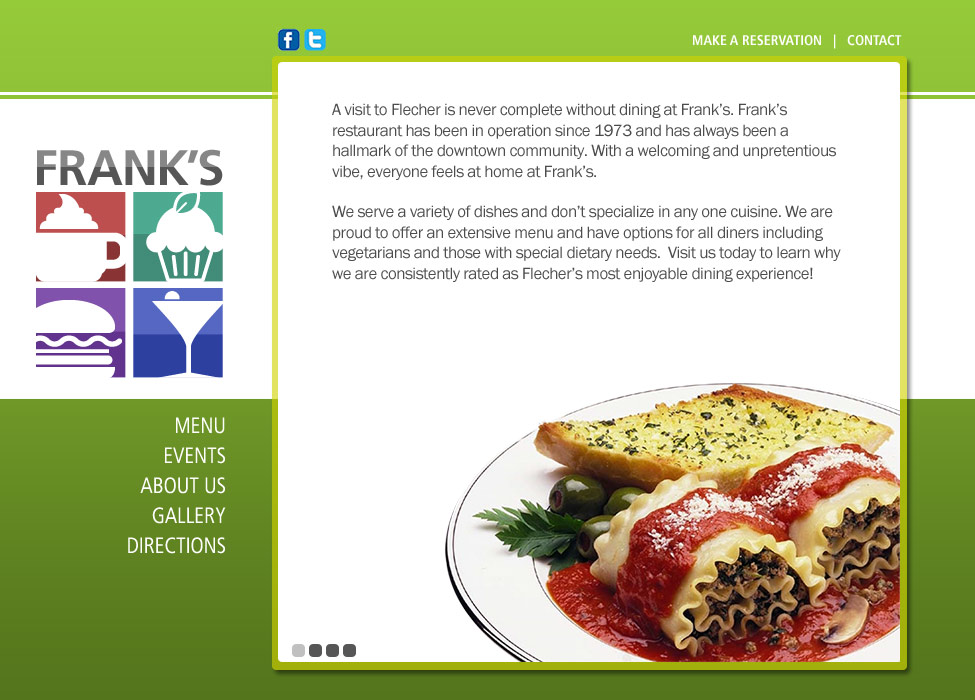 MAKE A RESERVATION | CONTACT
A visit to Flecher is never complete without dining at Frank’s. Frank’s
restaurant has been in operation since 1973 and has always been a
hallmark of the downtown community. With a welcoming and unpretentious
vibe, everyone feels at home at Frank’s.
We serve a variety of dishes and don’t specialize in any one cuisine. We are
proud to offer an extensive menu and have options for all diners including
vegetarians and those with special dietary needs.  Visit us today to learn why
we are consistently rated as Flecher’s most enjoyable dining experience!
FRANK’S
MENU
EVENTS
ABOUT US
GALLERY
DIRECTIONS